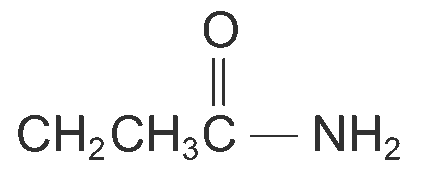 O
CH₂CH₃C — NH₂